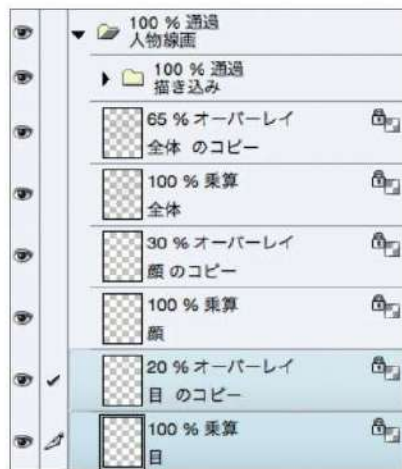 100 % 通過
人物線画
100 % 通過
描き込み
65 % オーバーレイ
全体 のコピー
100 % 乗算
全体
30 % オーバーレイ
顔 のコピー
100 % 乗算
顔
20 % オーバーレイ
目 のコピー
100 % 乗算
目